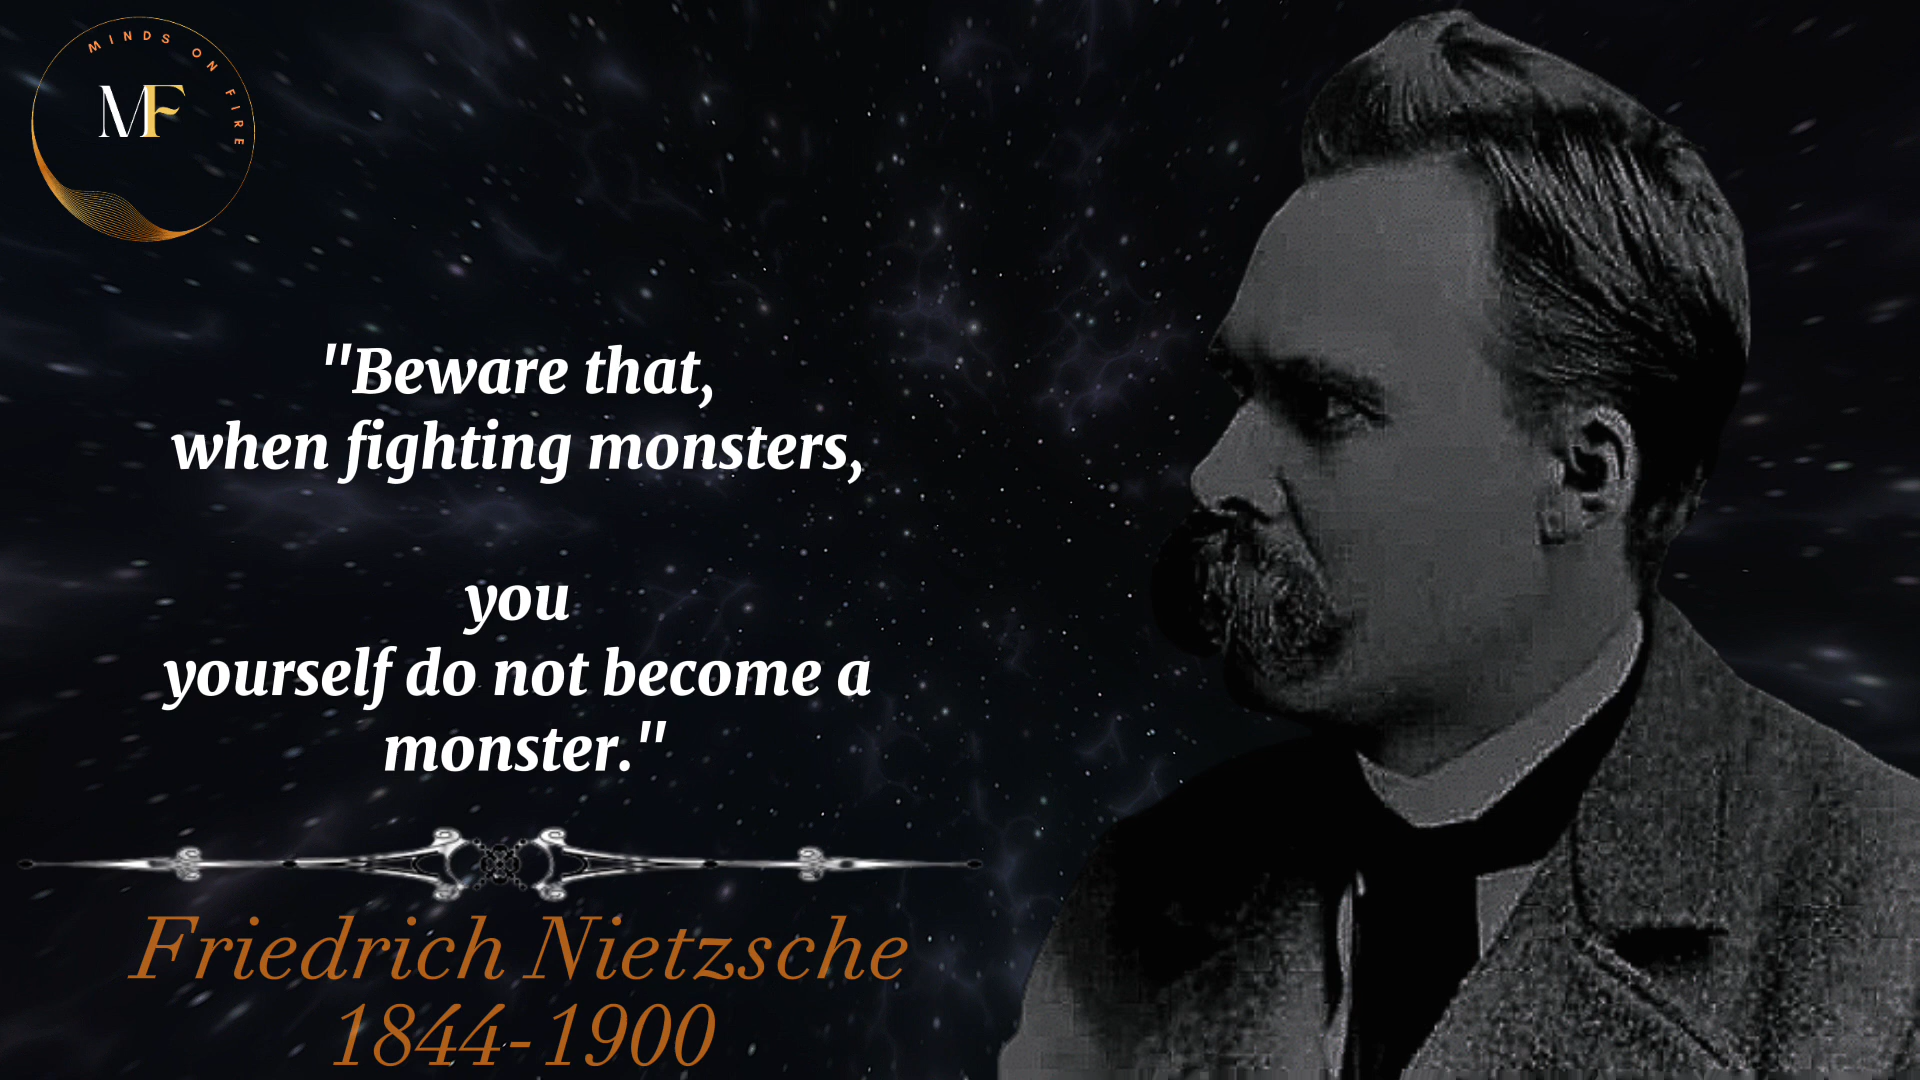 MINDS ON FIRE
MF
"Beware that,
when fighting monsters,
you
yourself do not become a
monster."
Friedrich Nietzsche
1844-1900